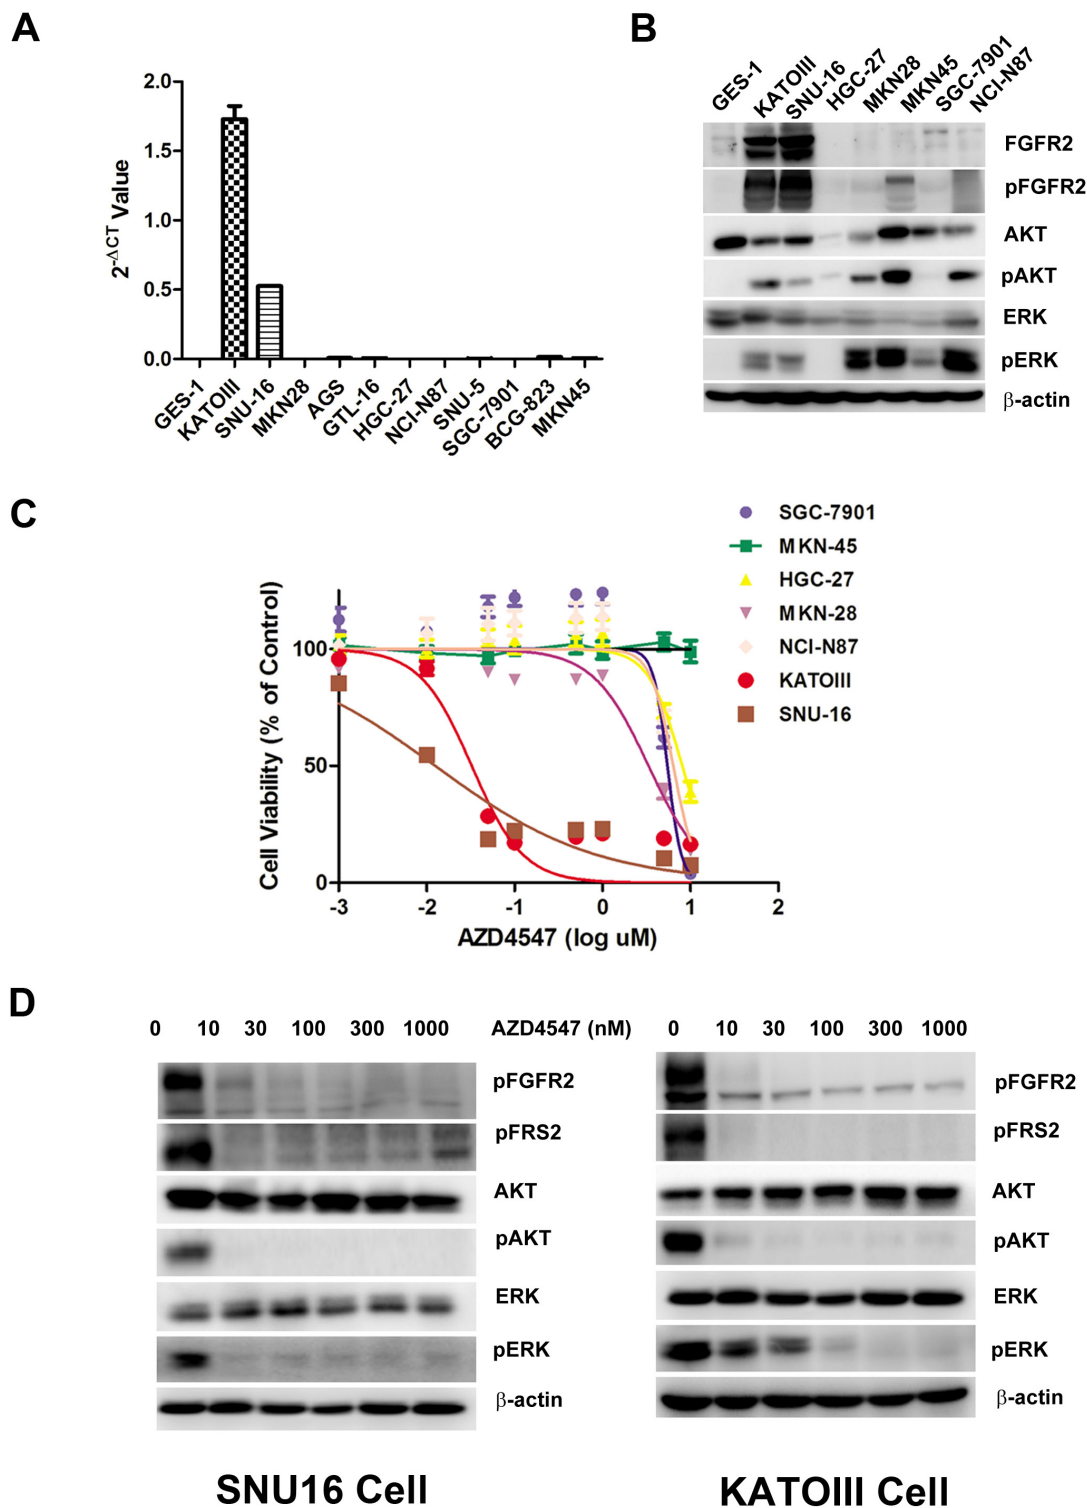 A
2.0
1.5
1.0
0.5
0.0
2^-ΔCT Value
GES-1
KATOIII
SNU-16
MKN28
AGS
GTL-16
HGC-27
NCI-N87
SNU-5
SGC-7901
BCG-823
MKN45
B
GES-1
KATOIII
SNU-16
HGC-27
MKN28
MKN45
SGC-7901
NCI-N87
FGFR2
pFGFR2
AKT
pAKT
ERK
pERK
β-actin
C
SGC-7901
MKN-45
HGC-27
MKN-28
NCI-N87
KATOIII
SNU-16
Cell Viability (% of Control)
100
50
0
-3 -2 -1 0 1 2
AZD4547 (log uM)
D
0 10 30 100 300 1000 AZD4547 (nM)
pFGFR2
pFRS2
AKT
pAKT
ERK
pERK
β-actin
SNU16 Cell
0 10 30 100 300 1000
pFGFR2
pFRS2
AKT
pAKT
ERK
pERK
β-actin
KATOIII Cell